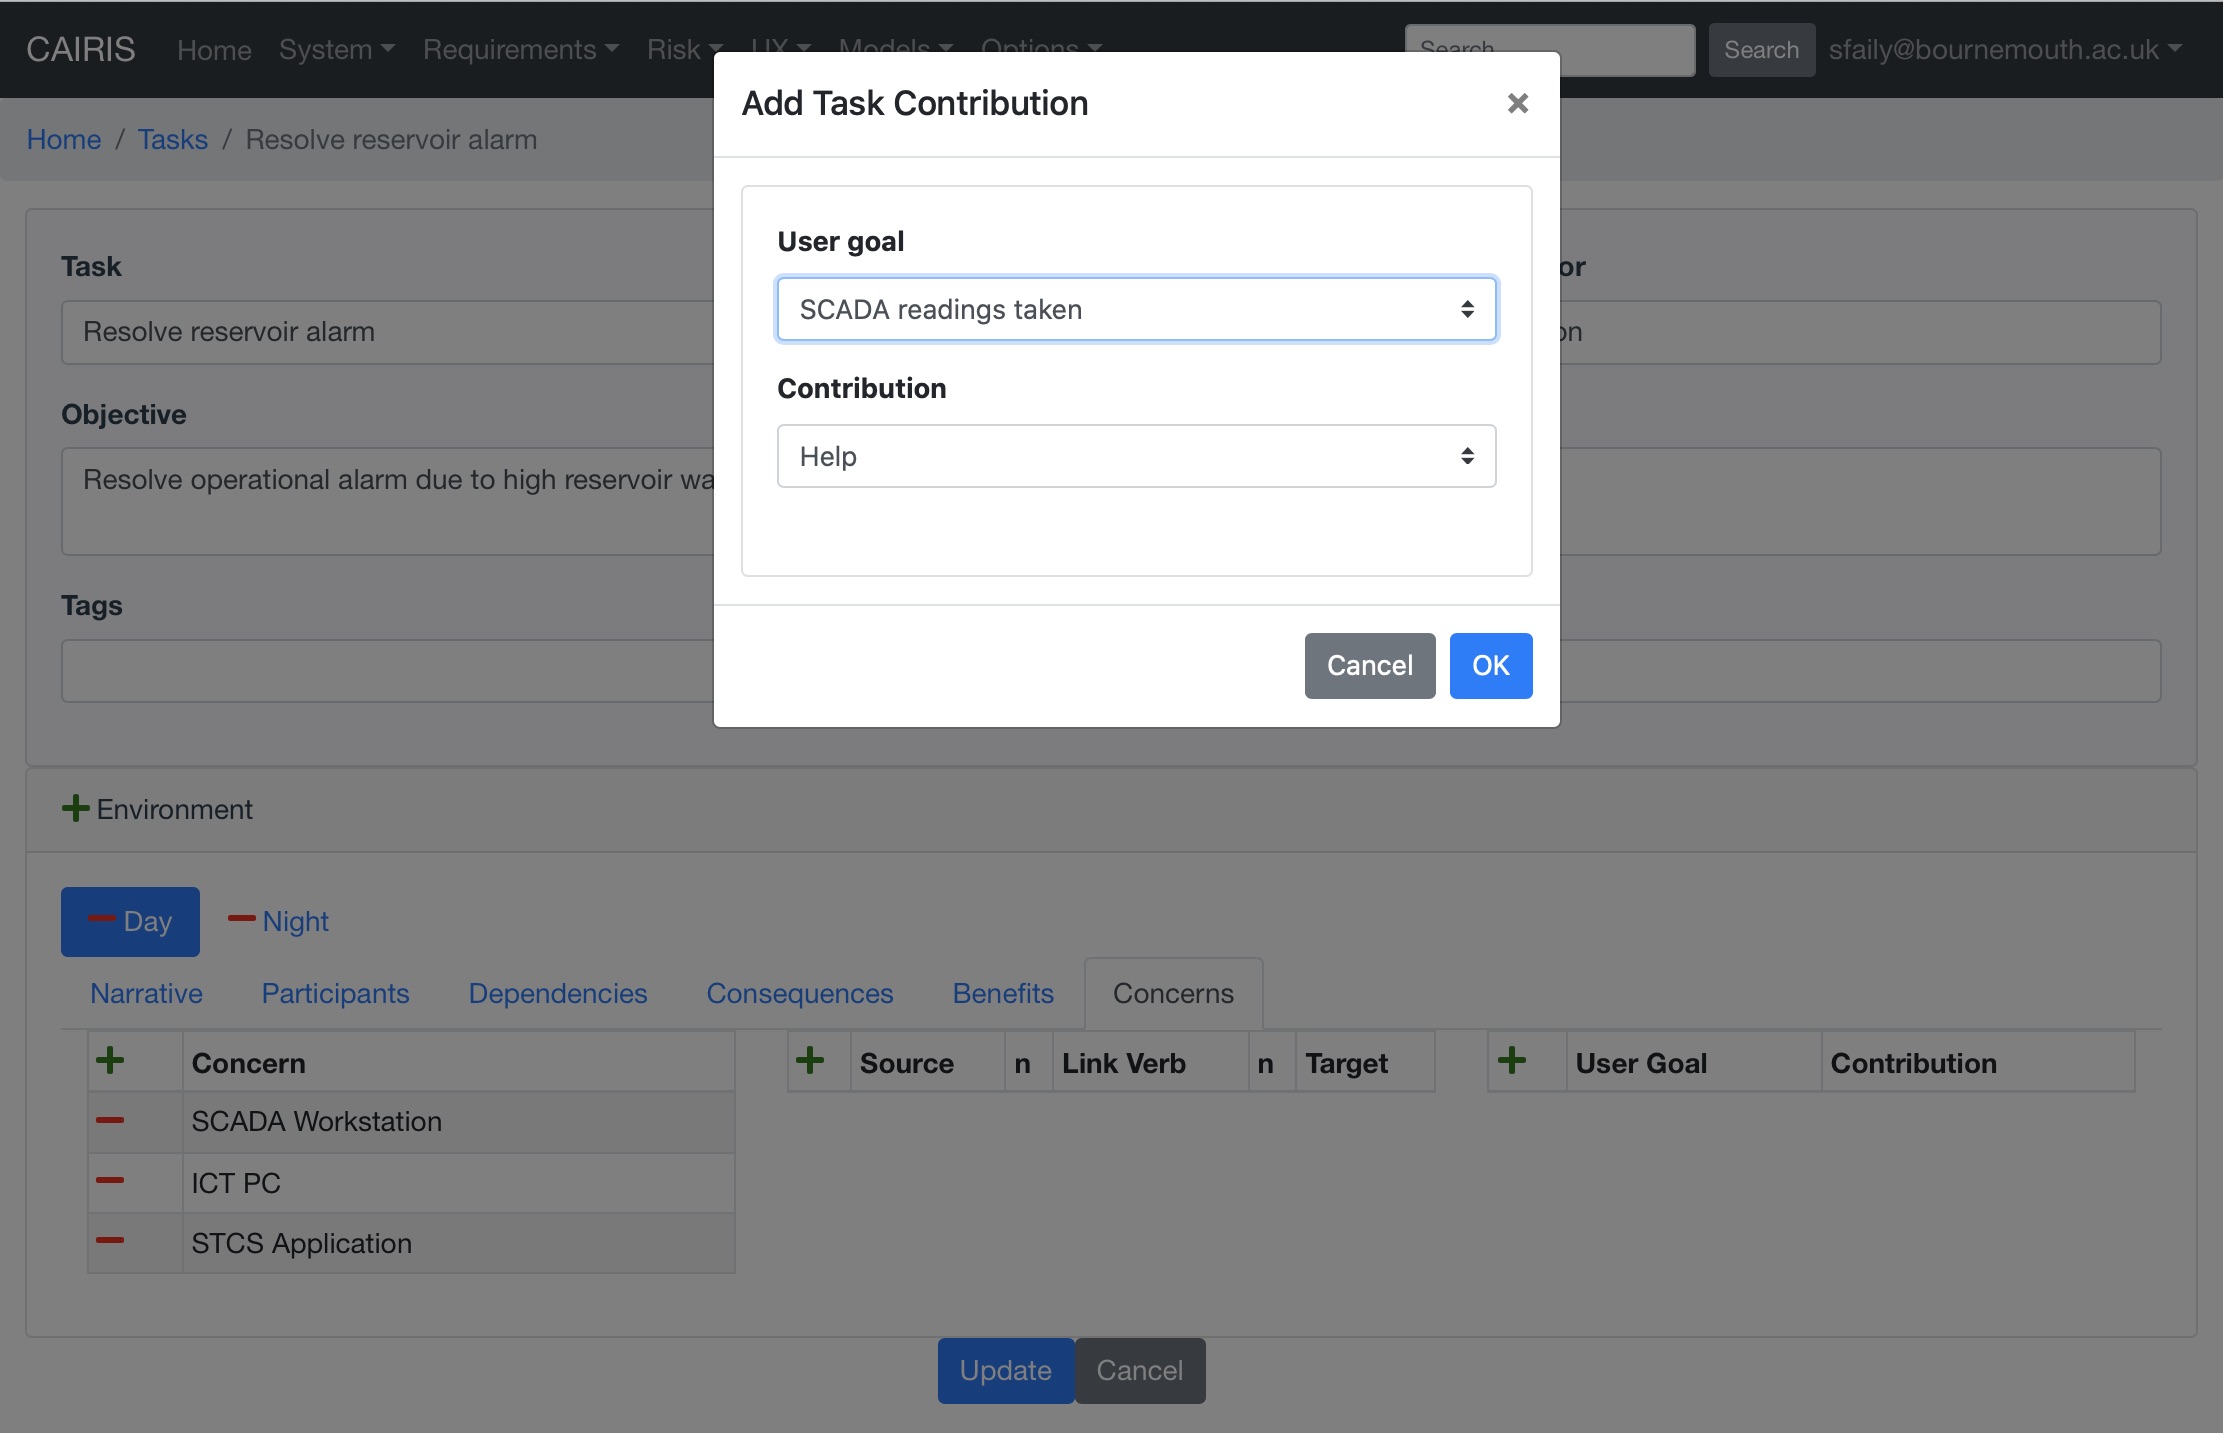 CAIRIS Home System Requirements Risk UX Models Options Search Search sfaily@bournemouth.ac.uk
Add Task Contribution
Home / Tasks / Resolve reservoir alarm
User goal
SCADA readings taken
Contribution
Help
Cancel OK
Task
Resolve reservoir alarm
or
on
Objective
Resolve operational alarm due to high reservoir wa
Tags
Environment
Day Night
Narrative Participants Dependencies Consequences Benefits Concerns
Concern Source n Link Verb n Target User Goal Contribution
SCADA Workstation
ICT PC
STCS Application
Update Cancel